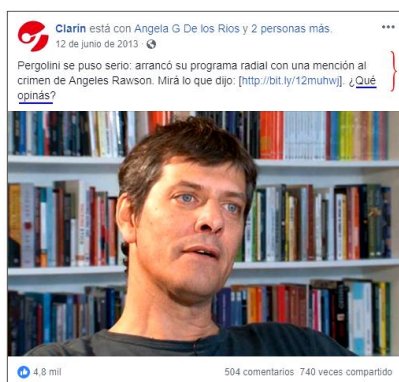 Clarín está con Angela G De los Rios y 2 personas más.
12 de junio de 2013 ·
Pergolini se puso serio: arrancó su programa radial con una mención al
crimen de Angeles Rawson. Mirá lo que dijo: [http://bit.ly/12muhwj]. ¿Qué
opinás?
4,8 mil
504 comentarios 740 veces compartido